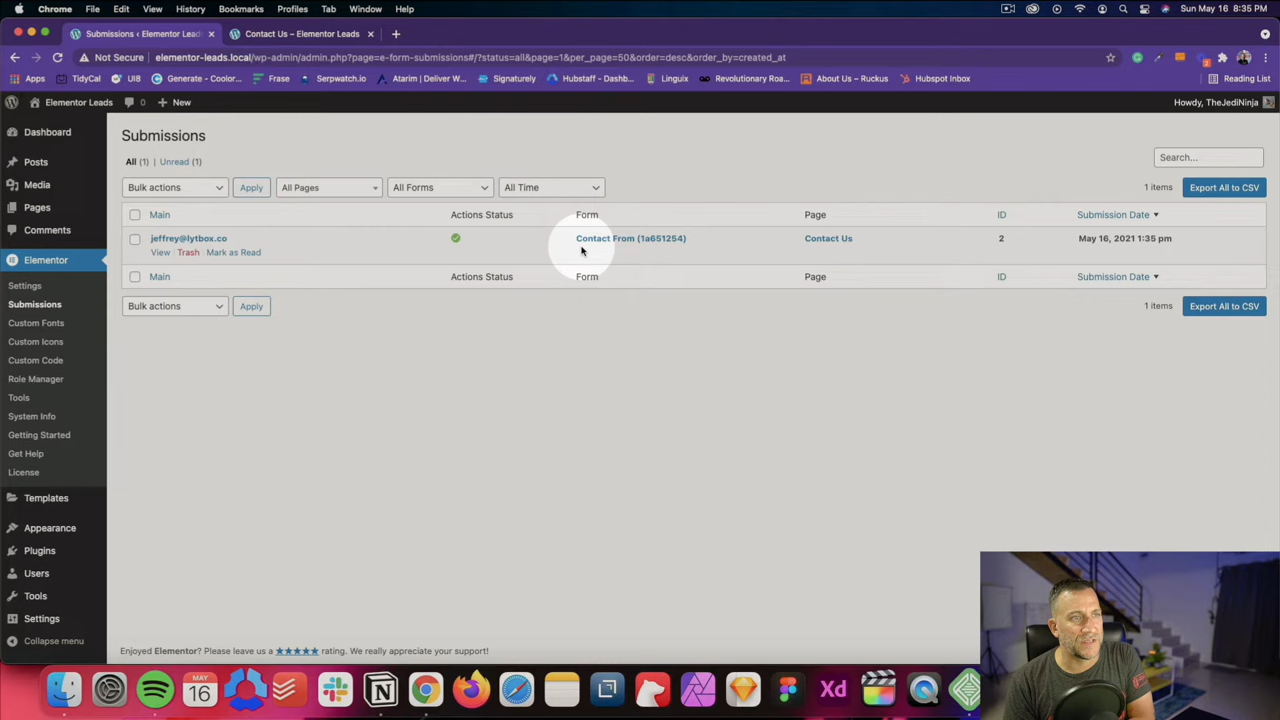 Chrome File Edit View History Bookmarks Profiles Tab Window Help Sun May 16 8:35 PM
Submissions ‹ Elementor Leads Contact Us – Elementor Leads
Not Secure elementor-leads.local/wp-admin/admin.php?page=e-form-submissions#/?status=all&page=1&per_page=50&order=desc&order_by=created_at
Apps TidyCal UI8 Generate - Coolor... Frase Serpwatch.io Atarim | Deliver W... Signaturely Hubstaff - Dashb... Linguix Revolutionary Roa... About Us – Ruckus Hubspot Inbox Reading List
Elementor Leads 0 New Howdy, TheJediNinja
Dashboard
Posts
Media
Pages
Comments
Elementor
Settings
Submissions
Custom Fonts
Custom Icons
Custom Code
Role Manager
Tools
System Info
Getting Started
Get Help
License
Templates
Appearance
Plugins
Users
Tools
Settings
Collapse menu
Submissions
All (1) | Unread (1)
Search...
Bulk actions Apply All Pages All Forms All Time 1 items Export All to CSV
Main Actions Status Form Page ID Submission Date
jeffrey@lytbox.co Contact From (1a651254) Contact Us 2 May 16, 2021 1:35 pm
View Trash Mark as Read
Main Actions Status Form Page ID Submission Date
Bulk actions Apply 1 items Export All to CSV
Enjoyed Elementor? Please leave us a ★★★★★ rating. We really appreciate your support!
MAY
16
Xd